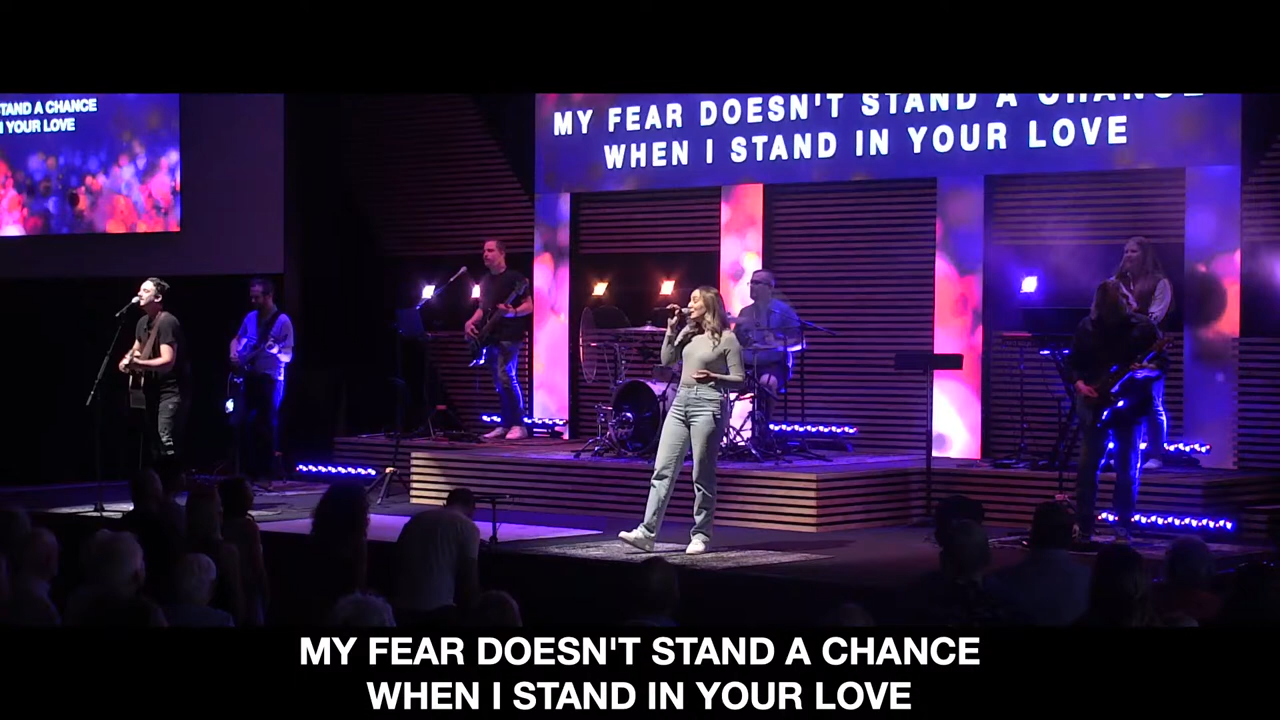 STAND A CHANCE
YOUR LOVE
MY FEAR DOESN'T STAND A CHANCE
WHEN I STAND IN YOUR LOVE
MY FEAR DOESN'T STAND A CHANCE
WHEN I STAND IN YOUR LOVE